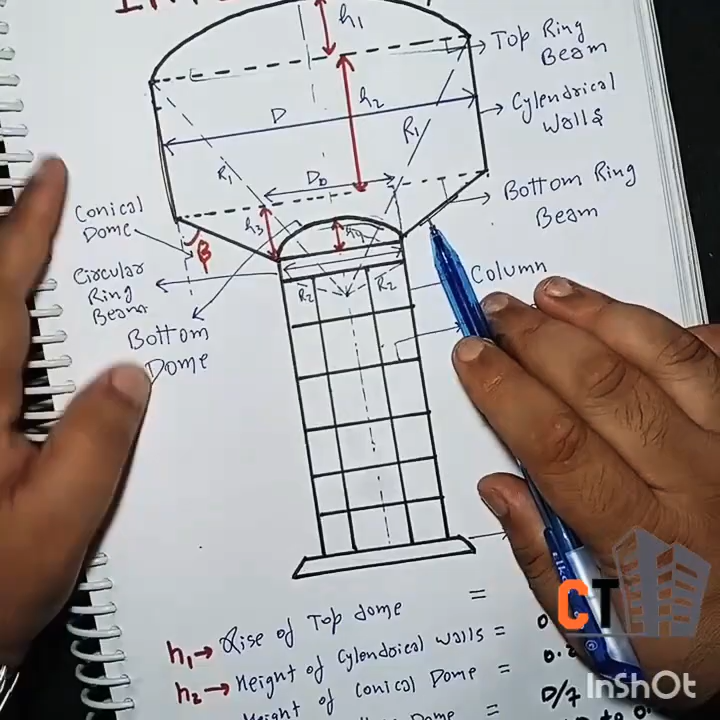 h1
Top Ring
Beam
h2
D
Cylendrical
Walls
R1
R1
D0
Bottom Ring
Beam
Conical
Dome
h3
β
Circular
Ring
Beam
R2
R2
Column
Bottom
Dome
h1→ Rise of Top dome =
h2→ Height of Cylendrical walls =
Height of Conical Dome =
D/7
Dome =
CT
InShOt